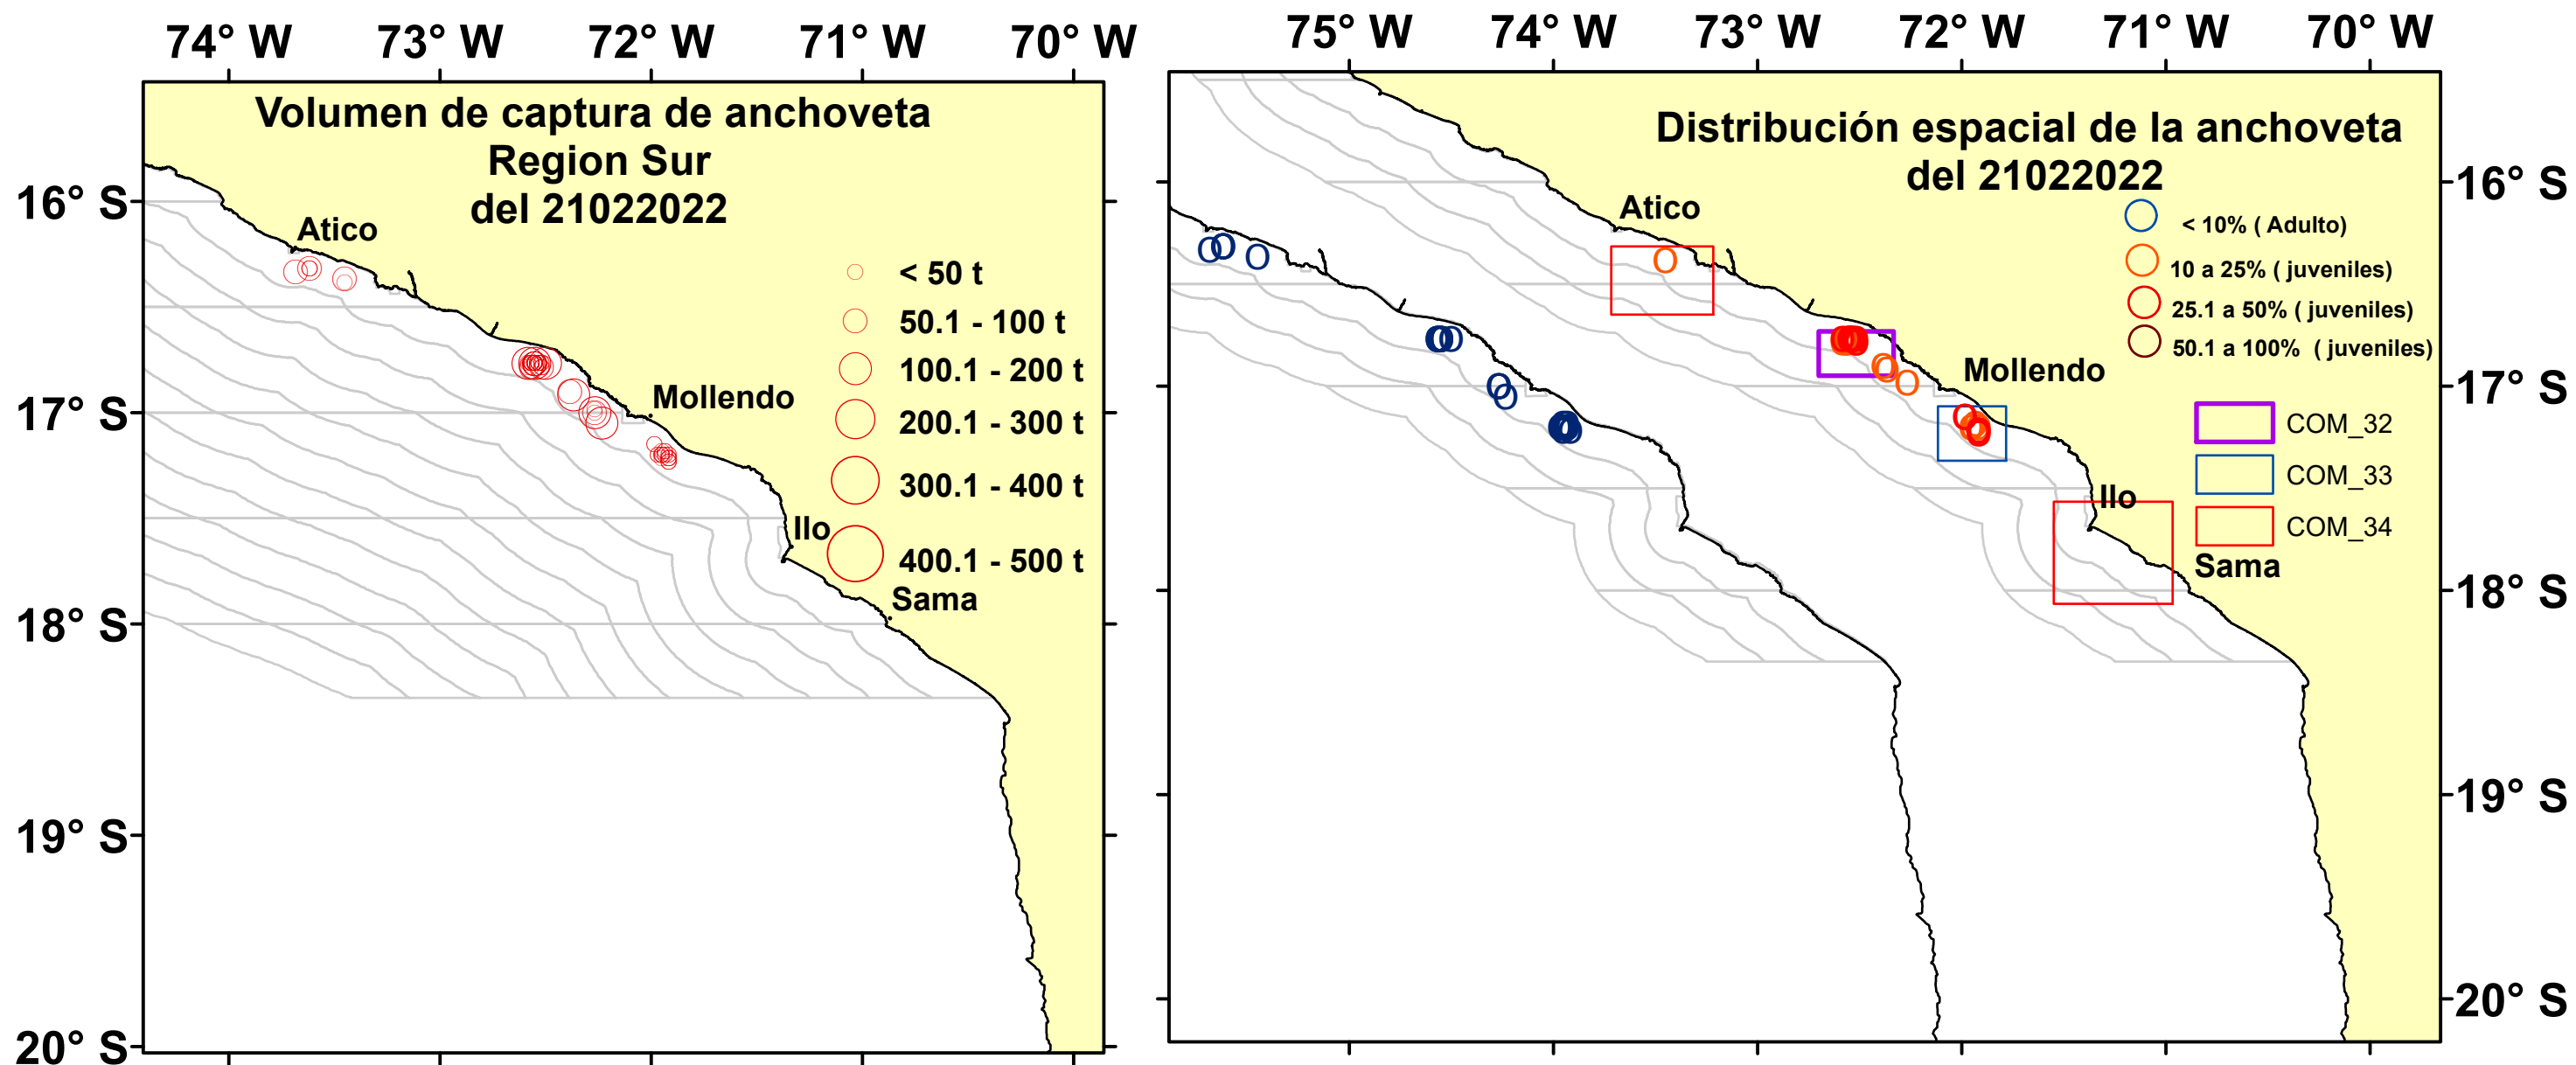 74° W 73° W 72° W 71° W 70° W
Volumen de captura de anchoveta
Region Sur
del 21022022
16° S
17° S
18° S
19° S
20° S
Atico
Mollendo
Ilo
Sama
< 50 t
50.1 - 100 t
100.1 - 200 t
200.1 - 300 t
300.1 - 400 t
400.1 - 500 t
75° W 74° W 73° W 72° W 71° W 70° W
Distribución espacial de la anchoveta
del 21022022
Atico
Mollendo
Ilo
Sama
< 10% ( Adulto)
10 a 25% ( juveniles)
25.1 a 50% ( juveniles)
50.1 a 100% ( juveniles)
COM_32
COM_33
COM_34
16° S
17° S
18° S
19° S
20° S